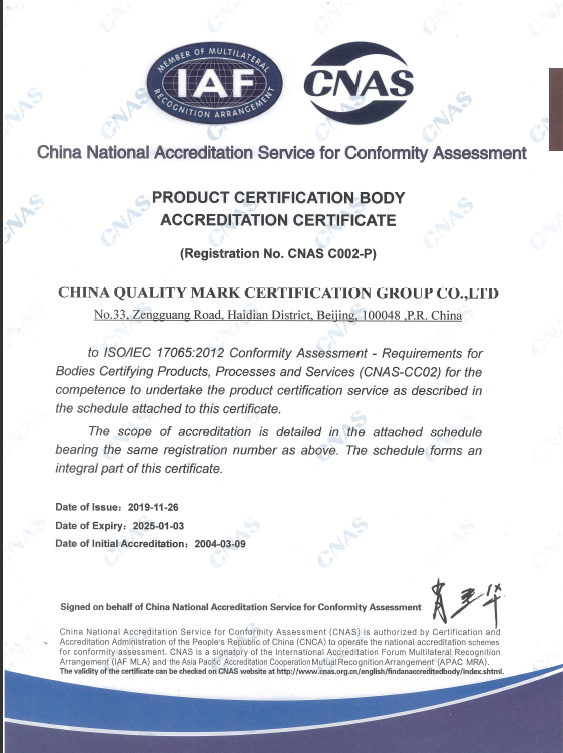 MEMBER OF MULTILATERAL
IAF
RECOGNITION ARRANGEMENT
CNAS
China National Accreditation Service for Conformity Assessment
PRODUCT CERTIFICATION BODY
ACCREDITATION CERTIFICATE
(Registration No. CNAS C002-P)
CHINA QUALITY MARK CERTIFICATION GROUP CO.,LTD
No.33, Zengguang Road, Haidian District, Beijing, 100048 ,P.R. China
to ISO/IEC 17065:2012 Conformity Assessment - Requirements for
Bodies Certifying Products, Processes and Services (CNAS-CC02) for the
competence to undertake the product certification service as described in
the schedule attached to this certificate.
The scope of accreditation is detailed in the attached schedule
bearing the same registration number as above. The schedule forms an
integral part of this certificate.
Date of Issue: 2019-11-26
Date of Expiry: 2025-01-03
Date of Initial Accreditation: 2004-03-09
Signed on behalf of China National Accreditation Service for Conformity Assessment
China National Accreditation Service for Conformity Assessment (CNAS) is authorized by Certification and
Accreditation Administration of the People's Republic of China (CNCA) to operate the national accreditation schemes
for conformity assessment. CNAS is a signatory of the International Accreditation Forum Multilateral Recognition
Arrangement (IAF MLA) and the Asia Pacific Accreditation Cooperation Mutual Recognition Arrangement (APAC MRA).
The validity of the certificate can be checked on CNAS website at http://www.cnas.org.cn/english/findanaccreditedbody/index.shtml.